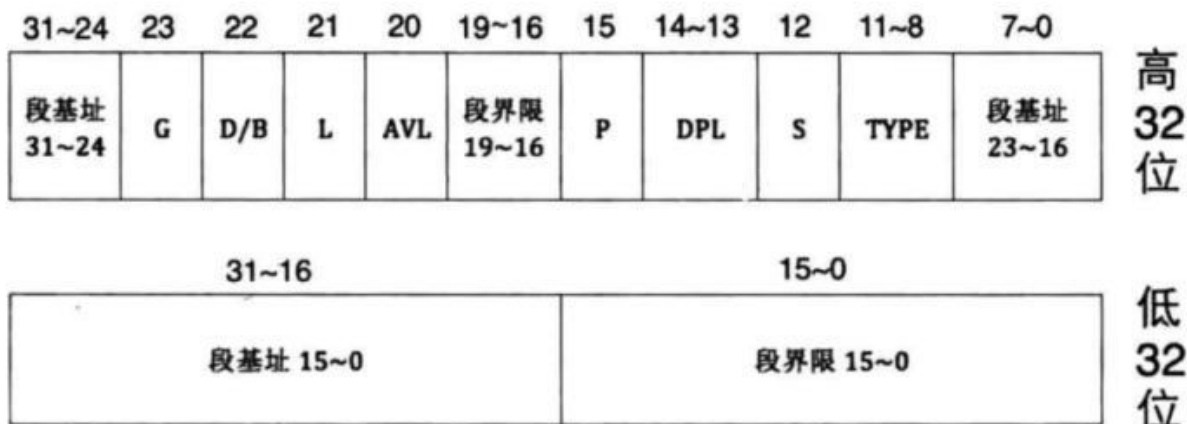 31~24 23 22 21 20 19~16 15 14~13 12 11~8 7~0
段基址 31~24
G
D/B
L
AVL
段界限 19~16
P
DPL
S
TYPE
段基址 23~16
高
32
位
31~16 15~0
段基址 15~0
段界限 15~0
低
32
位